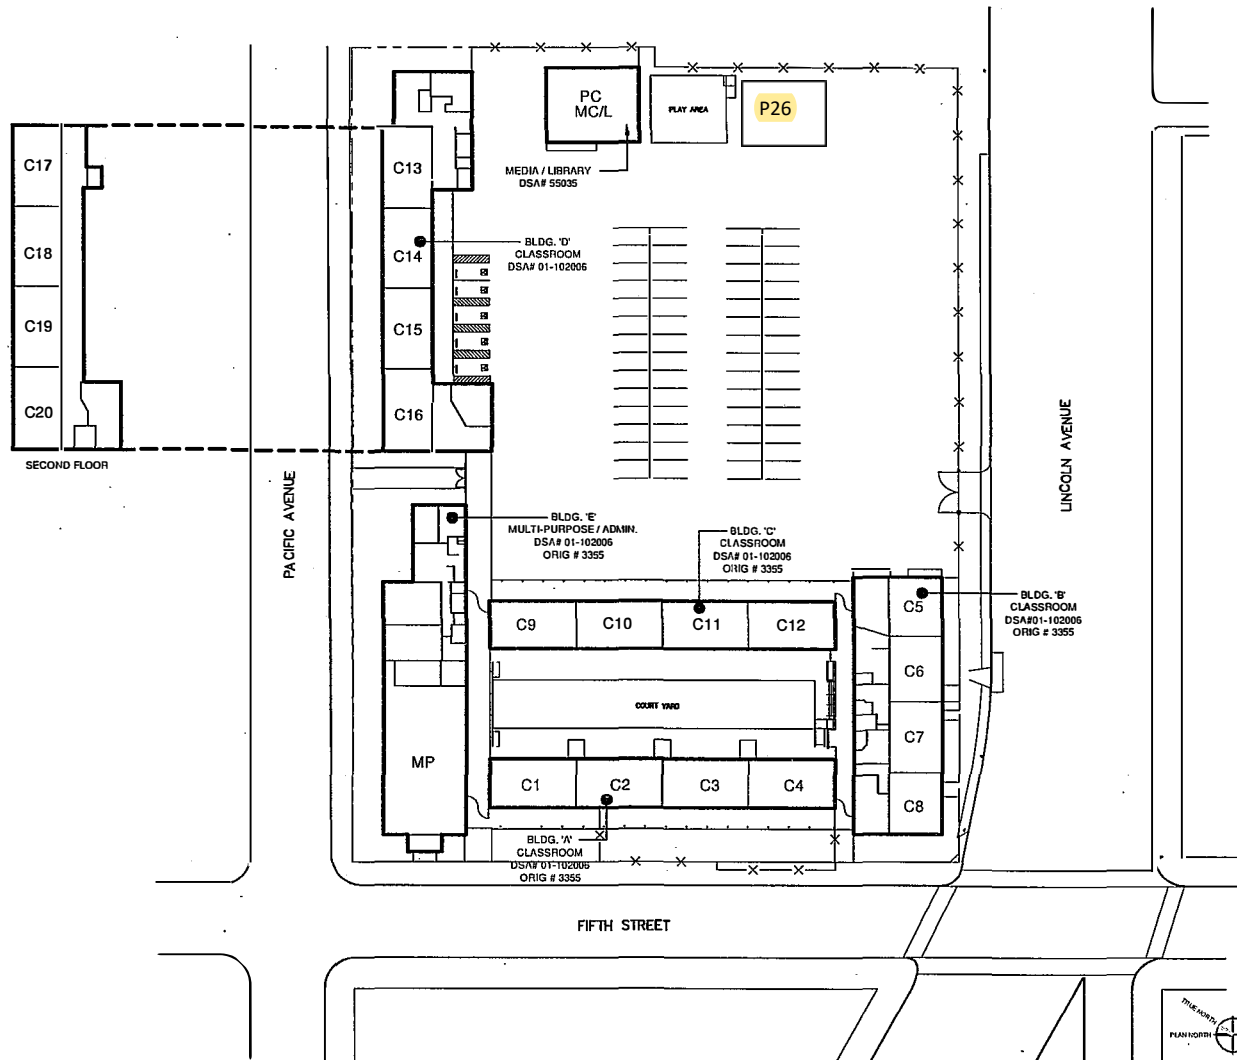 PC
MC/L
PLAY AREA
P26
MEDIA / LIBRARY
DSA# 55035
C17
C18
C19
C20
SECOND FLOOR
C13
C14
C15
C16
BLDG. 'D'
CLASSROOM
DSA# 01-102006
PACIFIC AVENUE
LINCOLN AVENUE
BLDG. 'E'
MULTI-PURPOSE / ADMIN.
DSA# 01-102006
ORIG # 3355
BLDG. 'C'
CLASSROOM
DSA# 01-102006
ORIG # 3355
BLDG. 'B'
CLASSROOM
DSA#01-102006
ORIG # 3355
C9
C10
C11
C12
C5
C6
C7
C8
COURT YARD
MP
C1
C2
C3
C4
BLDG. 'A'
CLASSROOM
DSA# 01-102006
ORIG # 3355
FIFTH STREET
TRUE NORTH
PLAN NORTH